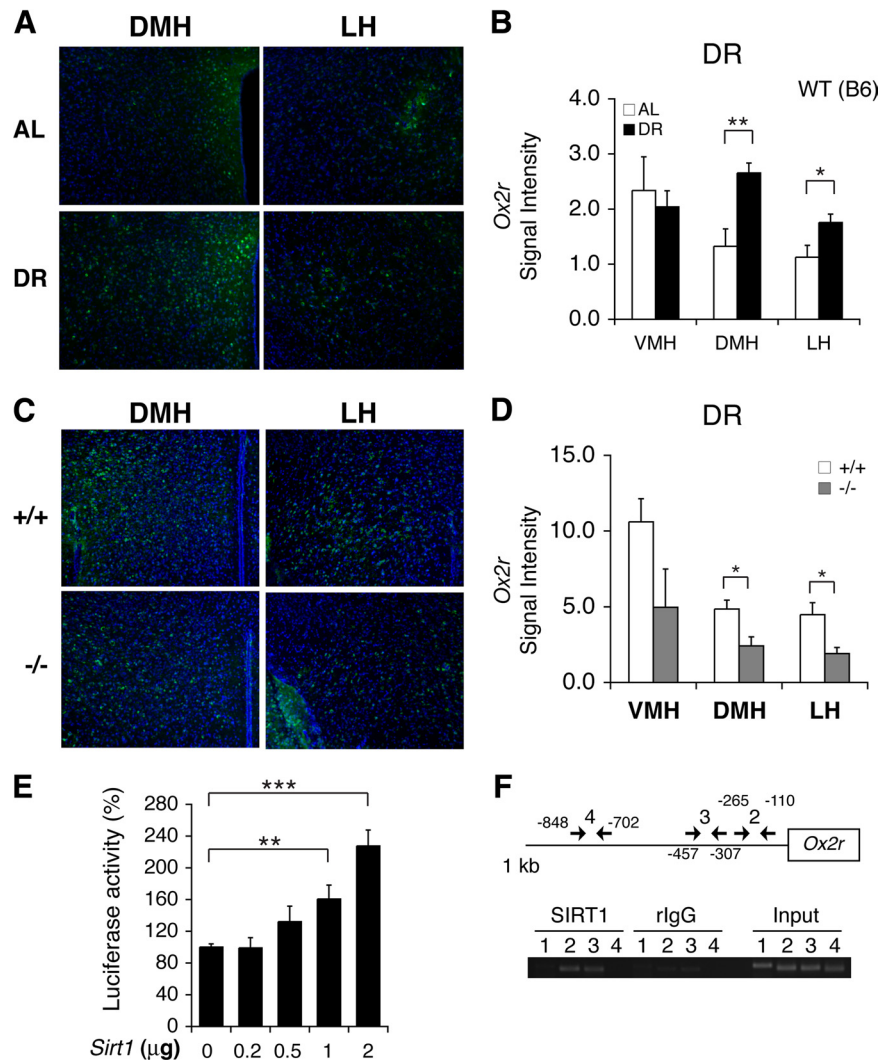 A
DMH LH
AL
DR
B
DR
WT (B6)
AL
DR
Ox2r
Signal Intensity
4.0
3.0
2.0
1.0
0.0
**
*
VMH DMH LH
C
DMH LH
+/+
-/-
D
DR
+/+
-/-
Ox2r
Signal Intensity
15.0
10.0
5.0
0.0
*
*
VMH DMH LH
E
Luciferase activity (%)
280
240
200
160
120
80
40
0
***
**
Sirt1 (μg) 0 0.2 0.5 1 2
F
-265 -110
-848 4 -702 3 2
-457 -307
1 kb
Ox2r
SIRT1 rIgG Input
1 2 3 4 1 2 3 4 1 2 3 4